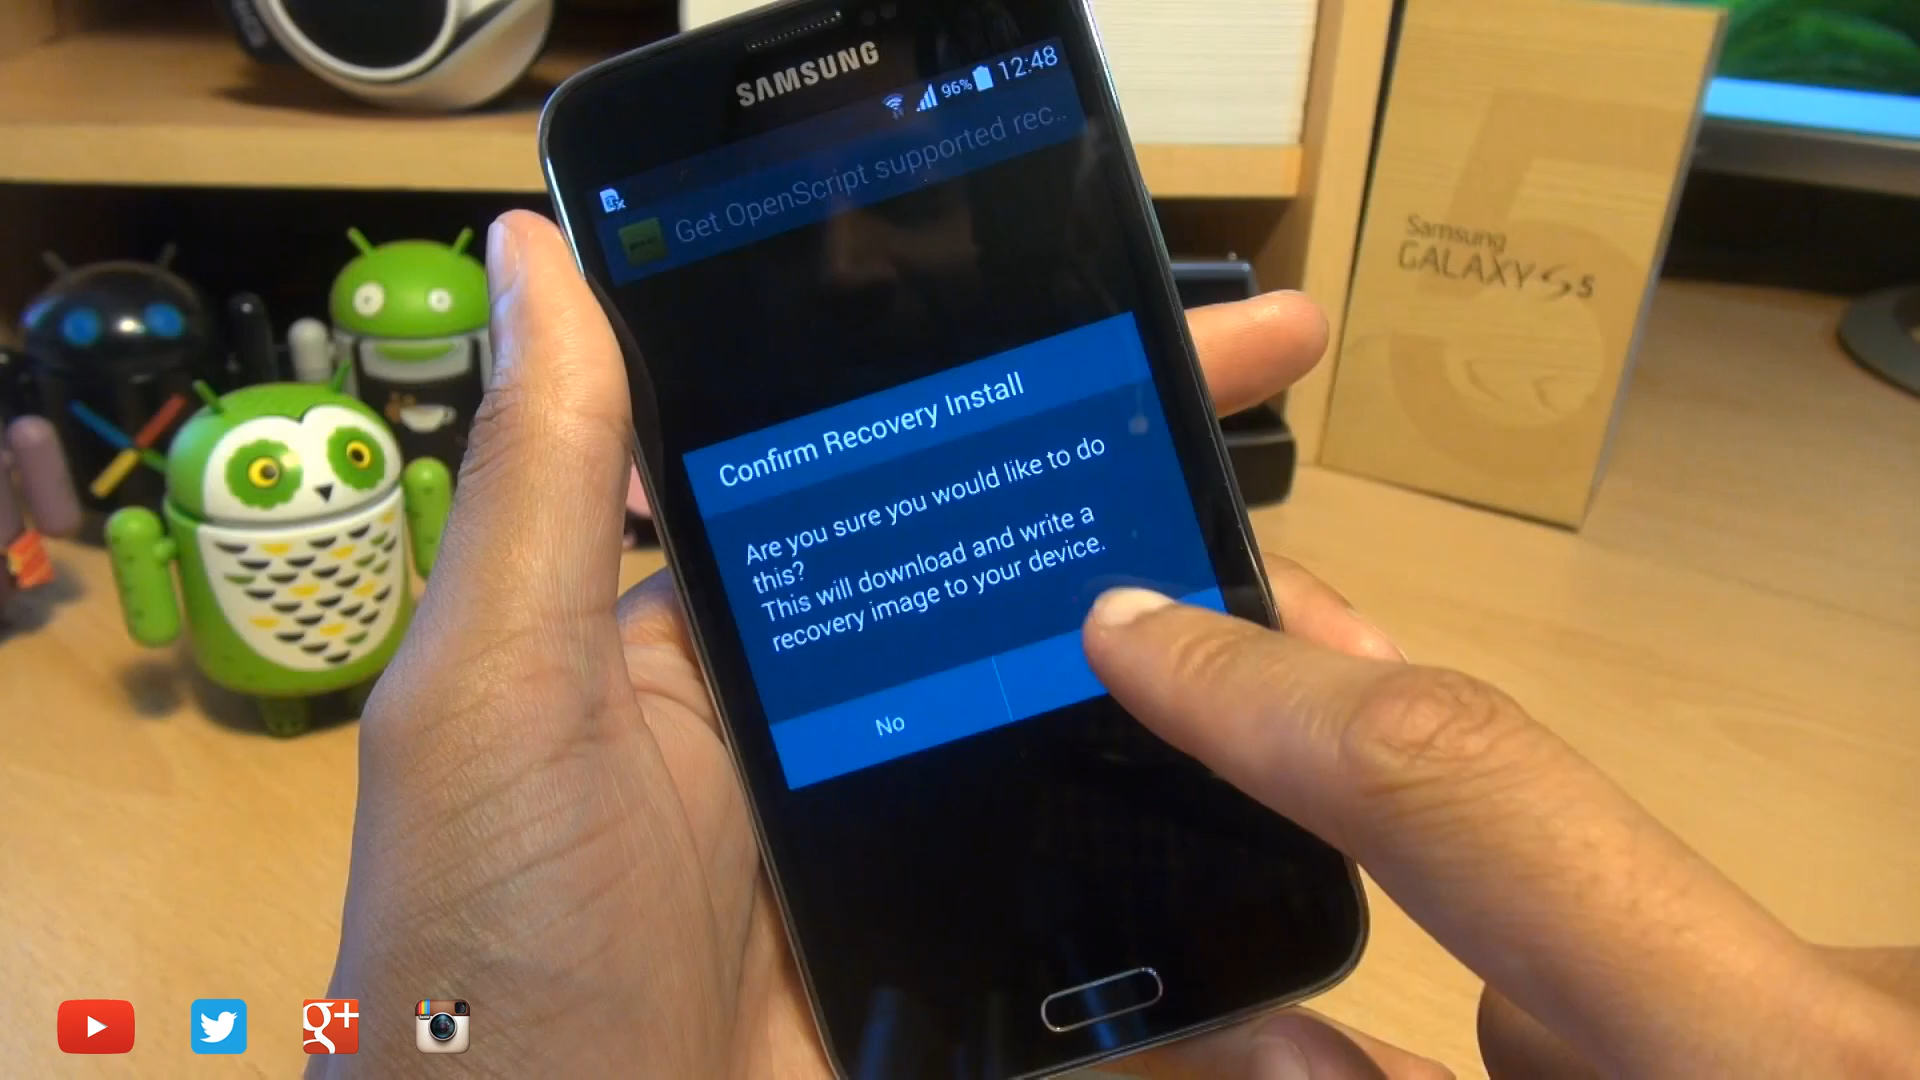 SAMSUNG
96% 12:48
Get OpenScript supported rec..
Confirm Recovery Install
Are you sure you would like to do
this?
This will download and write a
recovery image to your device.
No
Samsung
GALAXY S5
g+